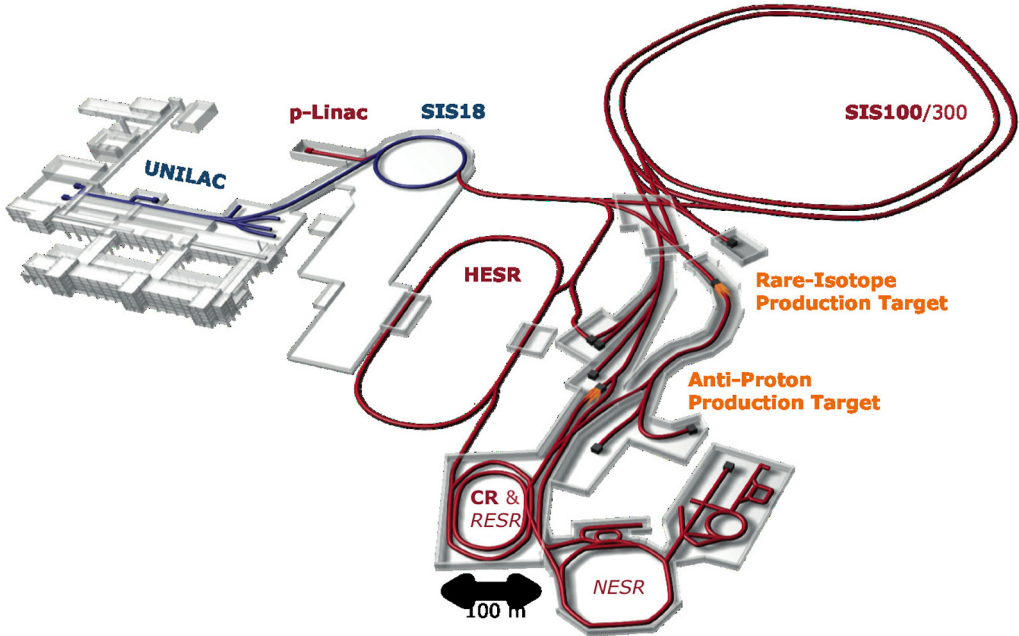 p-Linac
SIS18
SIS100/300
UNILAC
HESR
Rare-Isotope
Production Target
Anti-Proton
Production Target
CR &
RESR
NESR
100 m